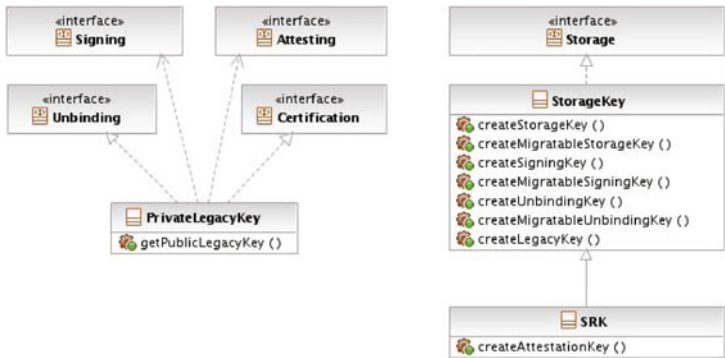 «interface»
Signing
«interface»
Attesting
«interface»
Unbinding
«interface»
Certification
PrivateLegacyKey
getPublicLegacyKey ()
«interface»
Storage
StorageKey
createStorageKey ()
createMigratableStorageKey ()
createSigningKey ()
createMigratableSigningKey ()
createUnbindingKey ()
createMigratableUnbindingKey ()
createLegacyKey ()
SRK
createAttestationKey ()